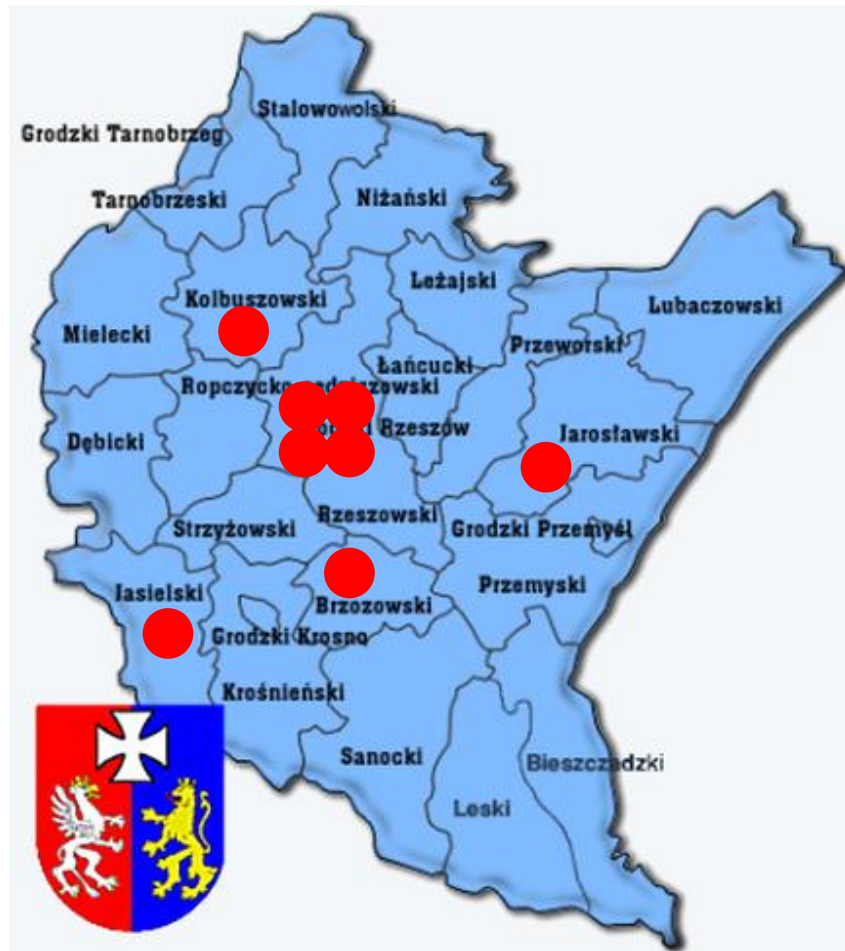 Stalowowolski
Grodzki Tarnobrzeg
Tarnobrzeski
Niżański
Leżajski
Kolbuszowski
Lubaczowski
Mielecki
Przeworski
Łańcucki
Dębicki
Rzeszów
Jarosławski
Strzyżowski
Rzeszowski
Grodzki Przemyśl
Jasielski
Przemyski
Brzozowski
Grodzki Krosno
Krośnieński
Sanocki
Bieszczadzki
Leski